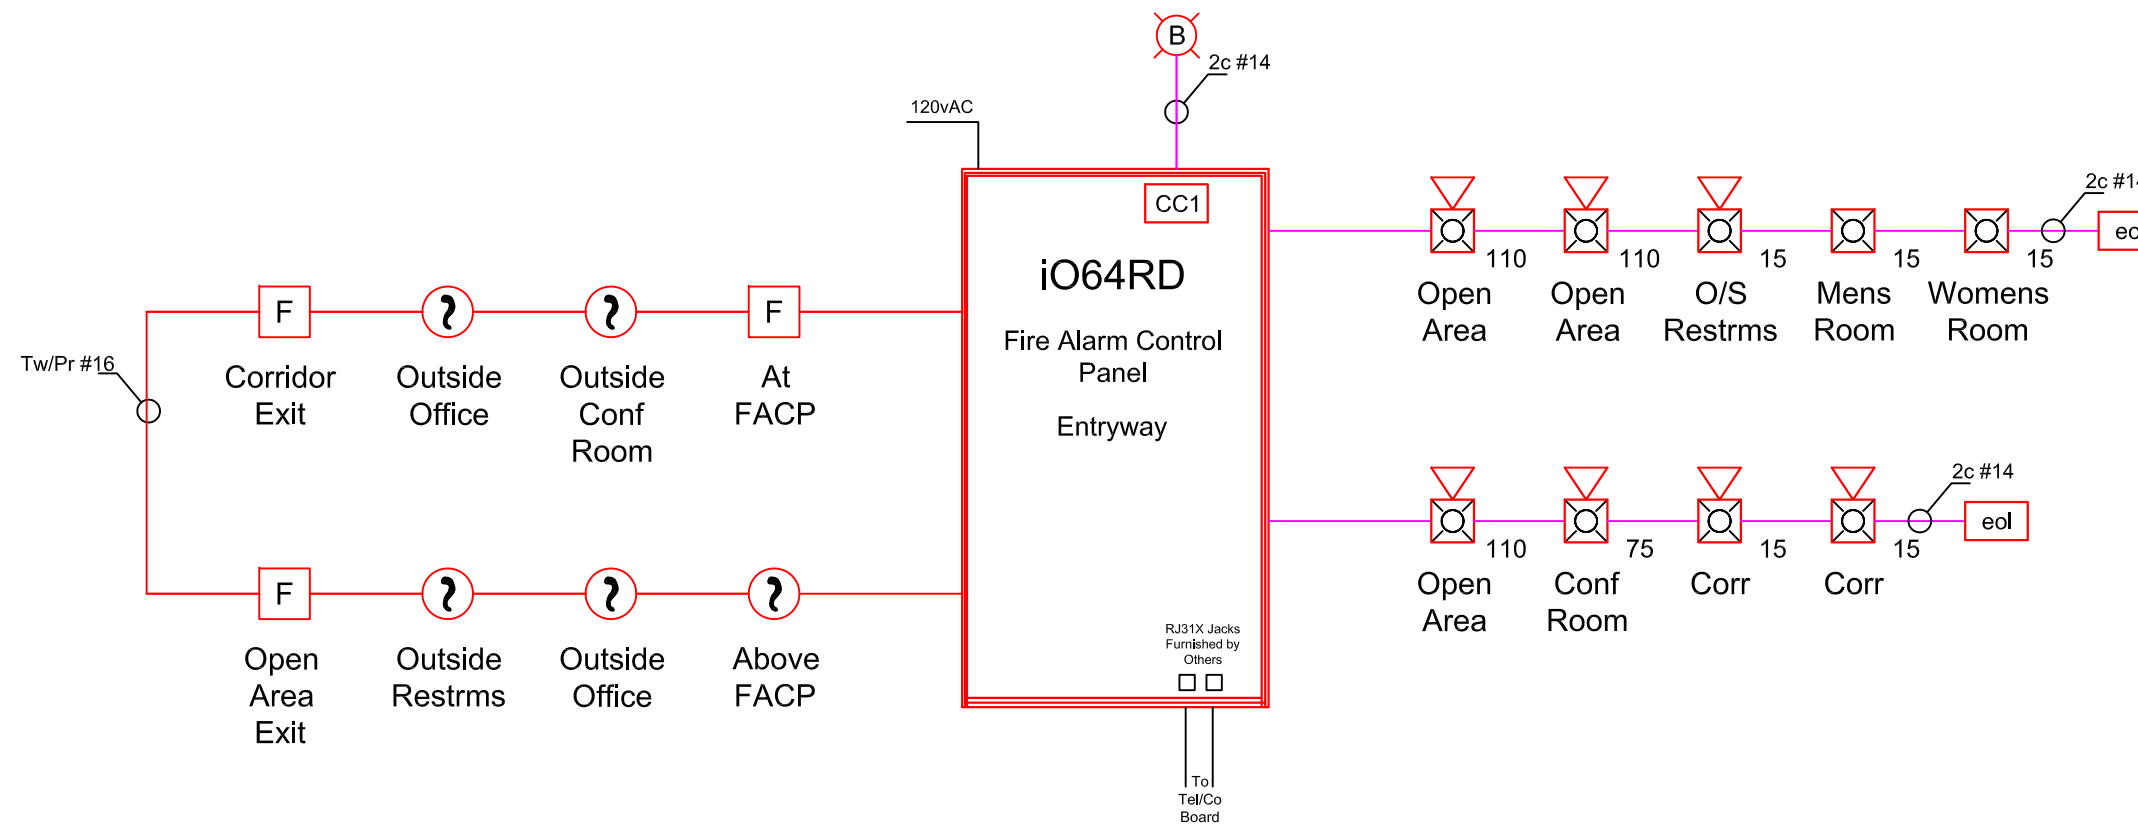 B
2c #14
120vAC
CC1
iO64RD
Fire Alarm Control
Panel
Entryway
RJ31X Jacks
Furnished by
Others
To
Tel/Co
Board
Tw/Pr #16
F
F
Corridor
Exit
Outside
Office
Outside
Conf
Room
At
FACP
F
Open
Area
Exit
Outside
Restrms
Outside
Office
Above
FACP
2c #14
110
110
15
15
15
Open
Area
Open
Area
O/S
Restrms
Mens
Room
Womens
Room
2c #14
eol
110
75
15
15
Open
Area
Conf
Room
Corr
Corr